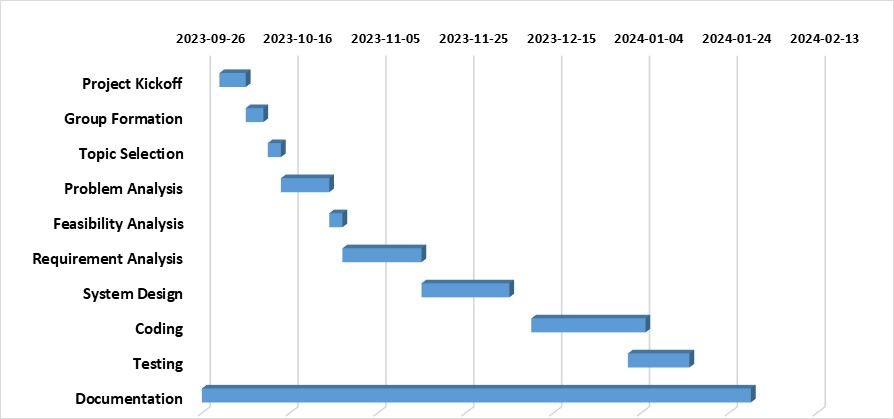 2023-09-26 2023-10-16 2023-11-05 2023-11-25 2023-12-15 2024-01-04 2024-01-24 2024-02-13
Project Kickoff
Group Formation
Topic Selection
Problem Analysis
Feasibility Analysis
Requirement Analysis
System Design
Coding
Testing
Documentation